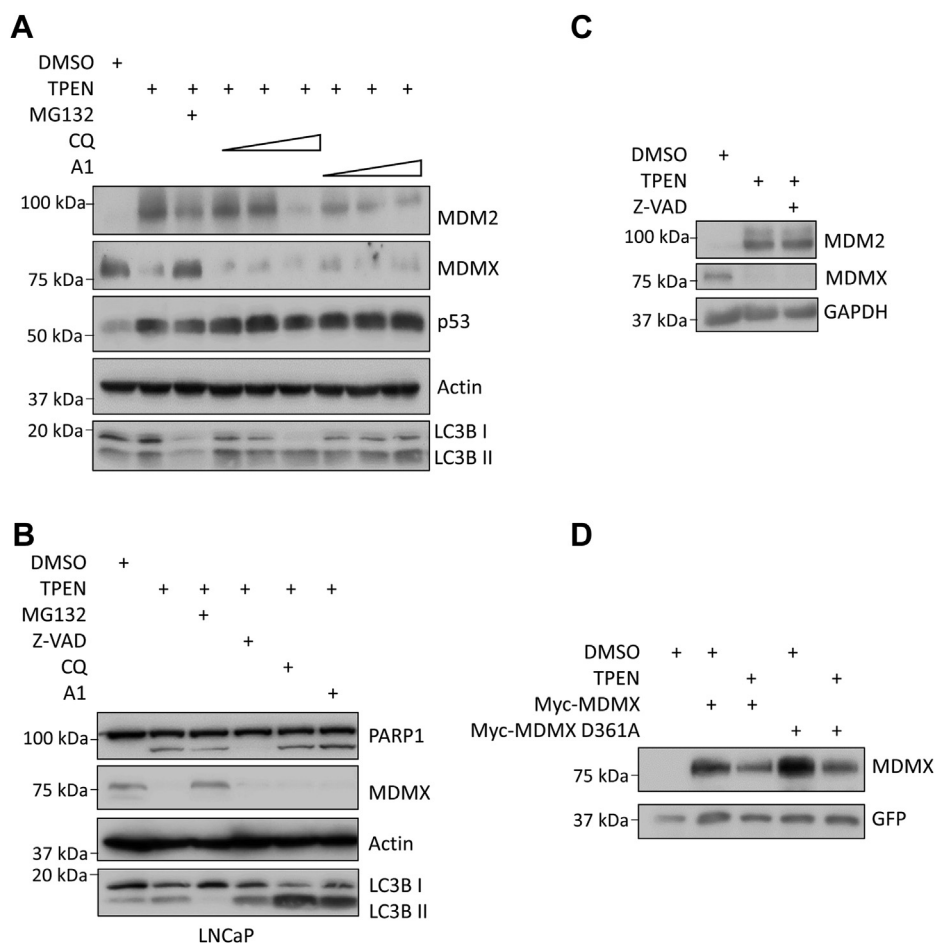 A
DMSO +
TPEN + + + + + + + +
MG132 +
CQ
A1
100 kDa MDM2
75 kDa MDMX
50 kDa p53
37 kDa Actin
20 kDa LC3B I
LC3B II
B
DMSO +
TPEN + + + + +
MG132 +
Z-VAD +
CQ +
A1 +
100 kDa PARP1
75 kDa MDMX
37 kDa Actin
20 kDa LC3B I
LC3B II
LNCaP
C
DMSO +
TPEN + +
Z-VAD +
100 kDa MDM2
75 kDa MDMX
37 kDa GAPDH
D
DMSO + + +
TPEN + +
Myc-MDMX + +
Myc-MDMX D361A + +
75 kDa MDMX
37 kDa GFP